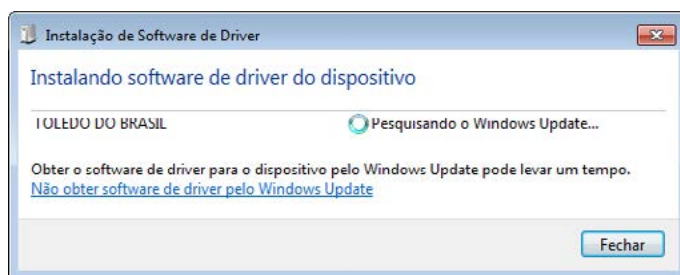 Instalação de Software de Driver
Instalando software de driver do dispositivo
TOLEDO DO BRASIL Pesquisando o Windows Update...
Obter o software de driver para o dispositivo pelo Windows Update pode levar um tempo.
Não obter software de driver pelo Windows Update
Fechar